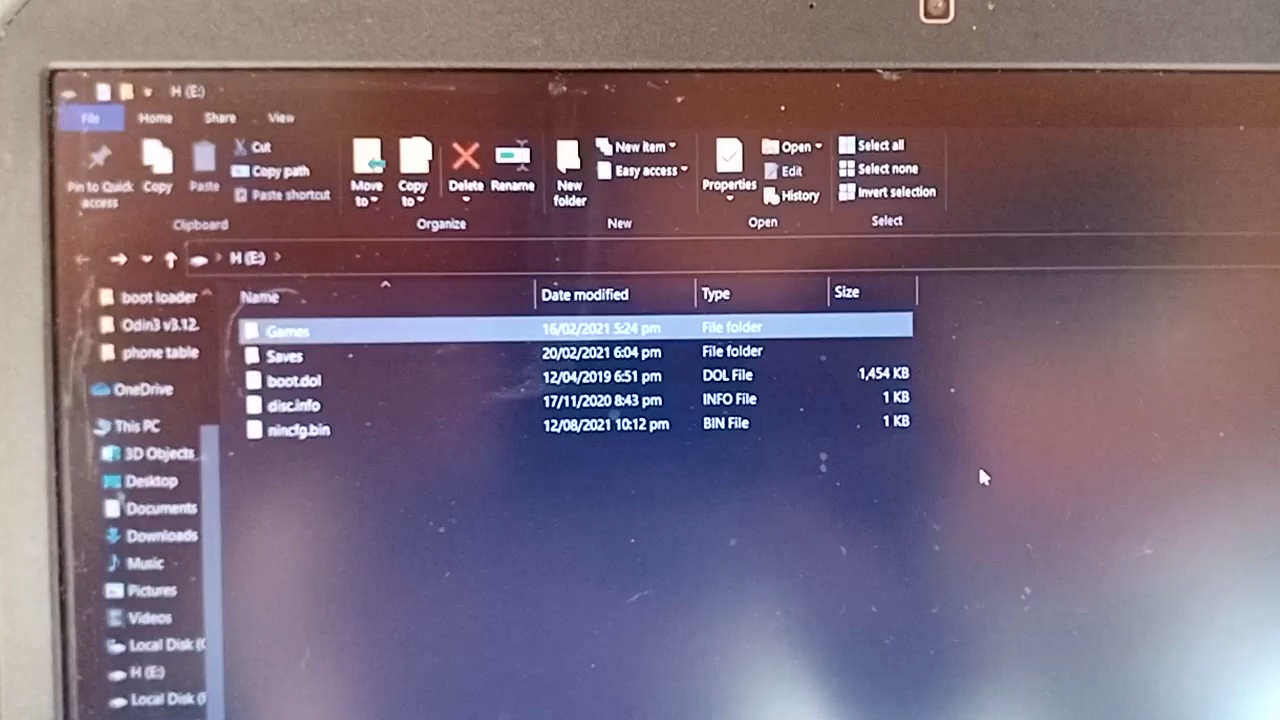 H (E:)
File Home Share View
Pin to Quick access
Copy
Paste
Cut
Copy path
Paste shortcut
Clipboard
Move to
Copy to
Delete
Rename
Organize
New folder
New item
Easy access
New
Properties
Open
Edit
History
Open
Select all
Select none
Invert selection
Select
H (E:)
Name Date modified Type Size
Games 16/02/2021 5:24 pm File folder
Saves 20/02/2021 6:04 pm File folder
boot.dol 12/04/2019 6:51 pm DOL File 1,454 KB
disc.info 17/11/2020 8:43 pm INFO File 1 KB
nincfg.bin 12/08/2021 10:12 pm BIN File 1 KB
boot loader
Odin3 v3.12.
phone table
OneDrive
This PC
3D Objects
Desktop
Documents
Downloads
Music
Pictures
Videos
Local Disk (
H (E:)
Local Disk (